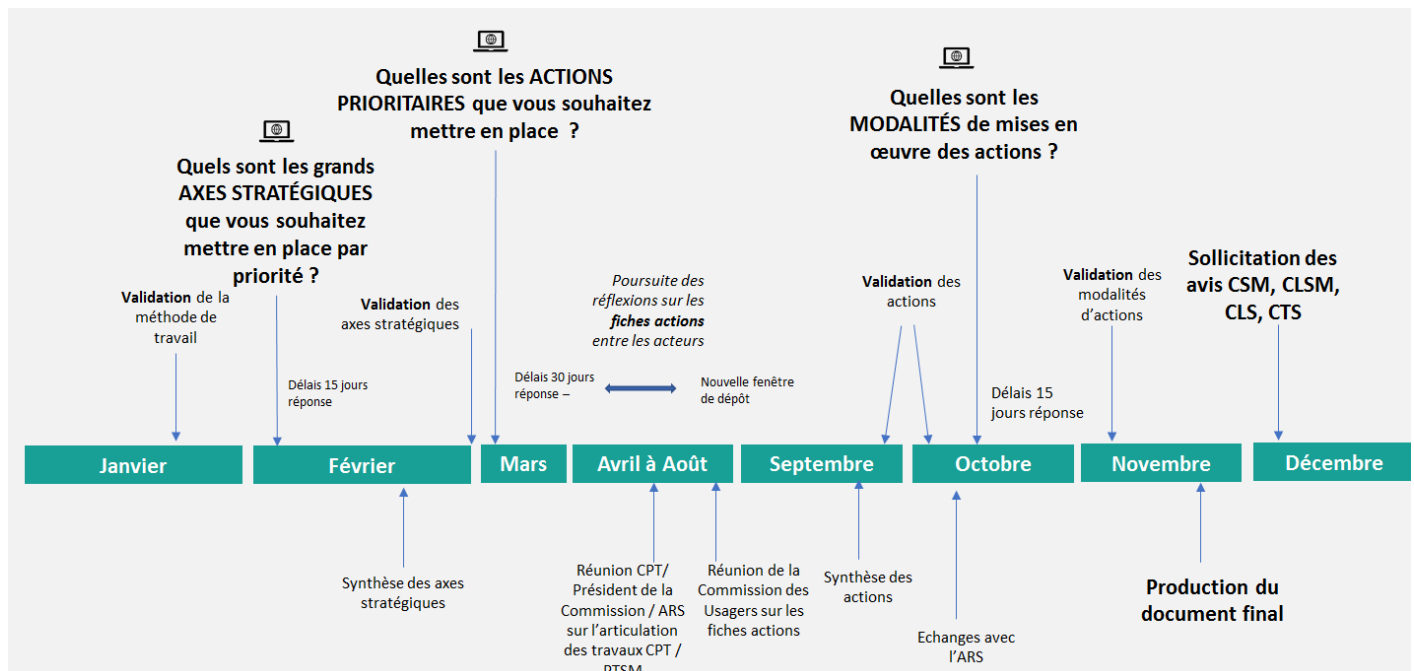 Quelles sont les ACTIONS
PRIORITAIRES que vous souhaitez
mettre en place  ?
Quelles sont les
MODALITÉS de mises en
œuvre des actions ?
Quels sont les grands
AXES STRATÉGIQUES
que vous souhaitez
mettre en place par
priorité ?
Validation de la
méthode de
travail
Délais 15 jours
réponse
Validation des
axes stratégiques
Poursuite des
réflexions sur les
fiches actions
entre les acteurs
Délais 30 jours
réponse –
Nouvelle fenêtre
de dépôt
Validation des
actions
Délais 15
jours réponse
Validation des
modalités
d’actions
Sollicitation des
avis CSM, CLSM,
CLS, CTS
Janvier
Février
Mars
Avril à Août
Septembre
Octobre
Novembre
Décembre
Synthèse des axes
stratégiques
Réunion CPT/
Président de la
Commission / ARS
sur l’articulation
des travaux CPT /
PTSM
Réunion de la
Commission des
Usagers sur les
fiches actions
Synthèse des
actions
Echanges avec
l’ARS
Production du
document final